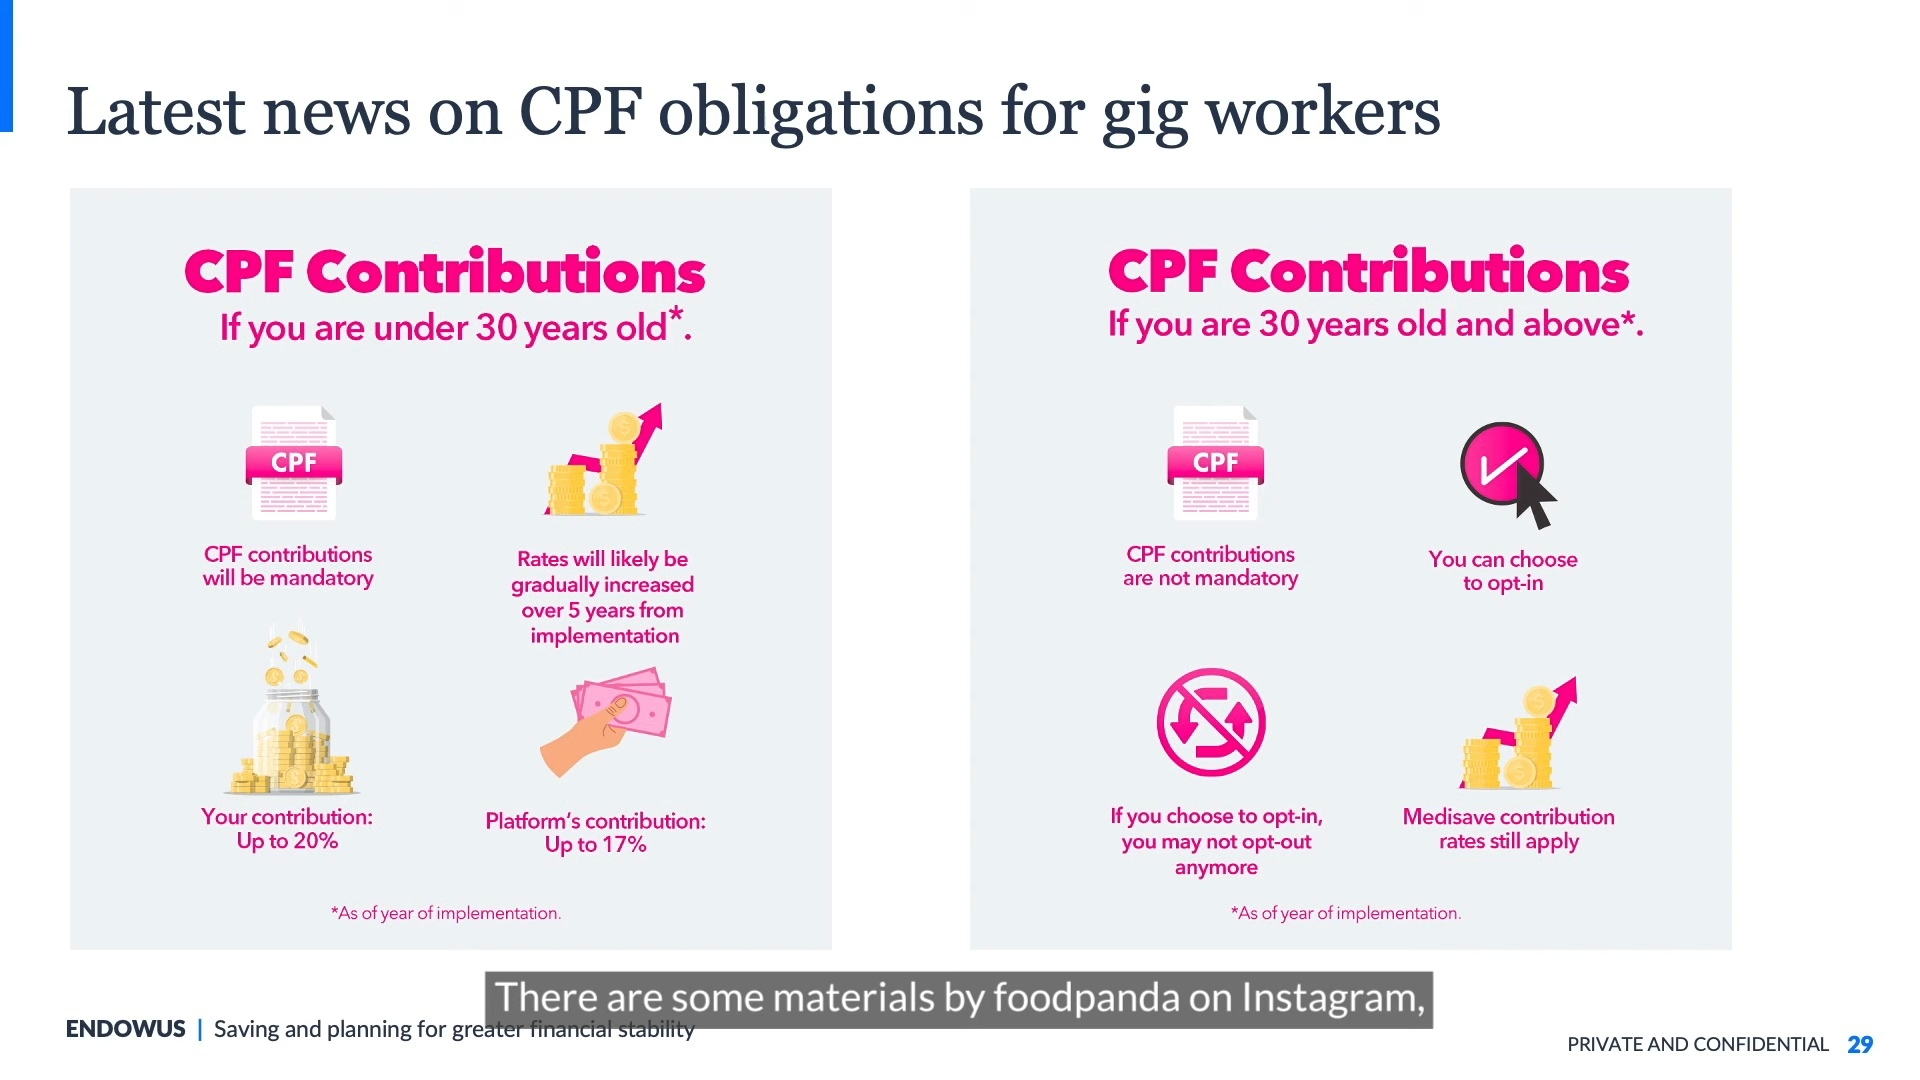 Latest news on CPF obligations for gig workers
CPF Contributions
If you are under 30 years old*.
CPF
CPF contributions
will be mandatory
Rates will likely be
gradually increased
over 5 years from
implementation
Your contribution:
Up to 20%
Platform's contribution:
Up to 17%
*As of year of implementation.
CPF Contributions
If you are 30 years old and above*.
CPF
CPF contributions
are not mandatory
You can choose
to opt-in
If you choose to opt-in,
you may not opt-out
anymore
Medisave contribution
rates still apply
*As of year of implementation.
There are some materials by foodpanda on Instagram,
ENDOWUS | Saving and planning for greater financial stability
PRIVATE AND CONFIDENTIAL 29